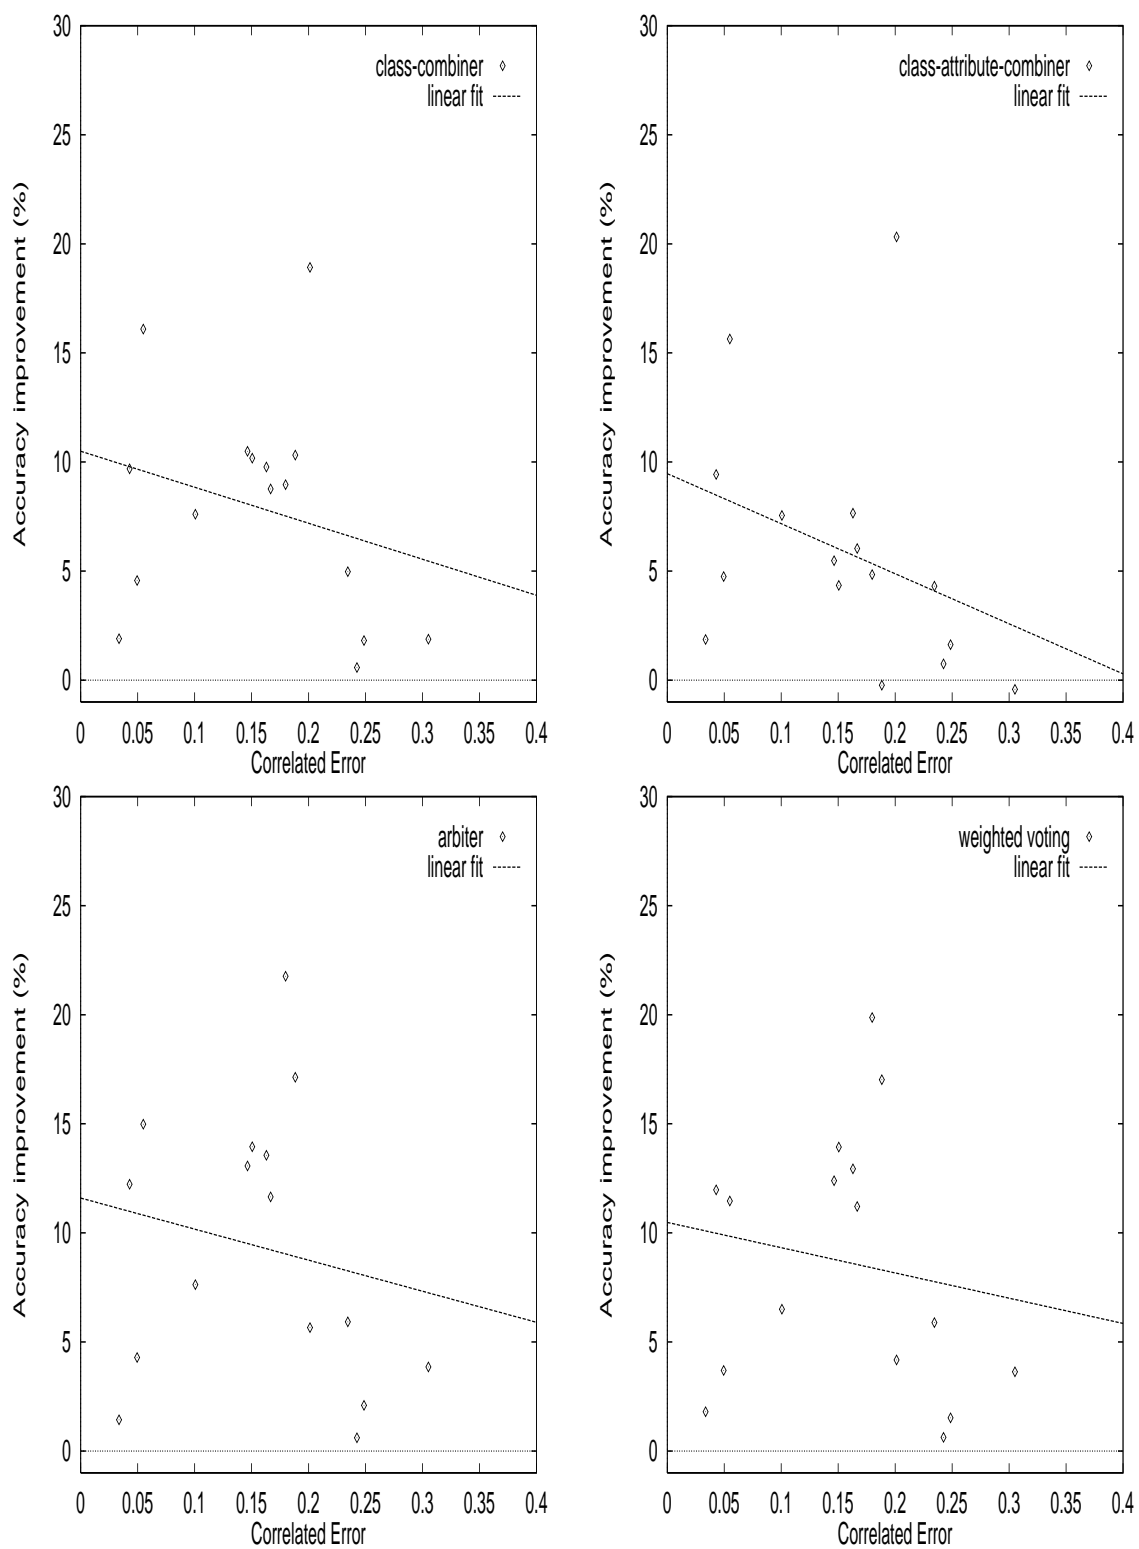 30
25
20
15
10
5
0
Accuracy improvement (%)
class-combiner
linear fit
0 0.05 0.1 0.15 0.2 0.25 0.3 0.35 0.4
Correlated Error
30
25
20
15
10
5
0
Accuracy improvement (%)
class-attribute-combiner
linear fit
0 0.05 0.1 0.15 0.2 0.25 0.3 0.35 0.4
Correlated Error
30
25
20
15
10
5
0
Accuracy improvement (%)
arbiter
linear fit
0 0.05 0.1 0.15 0.2 0.25 0.3 0.35 0.4
Correlated Error
30
25
20
15
10
5
0
Accuracy improvement (%)
weighted voting
linear fit
0 0.05 0.1 0.15 0.2 0.25 0.3 0.35 0.4
Correlated Error